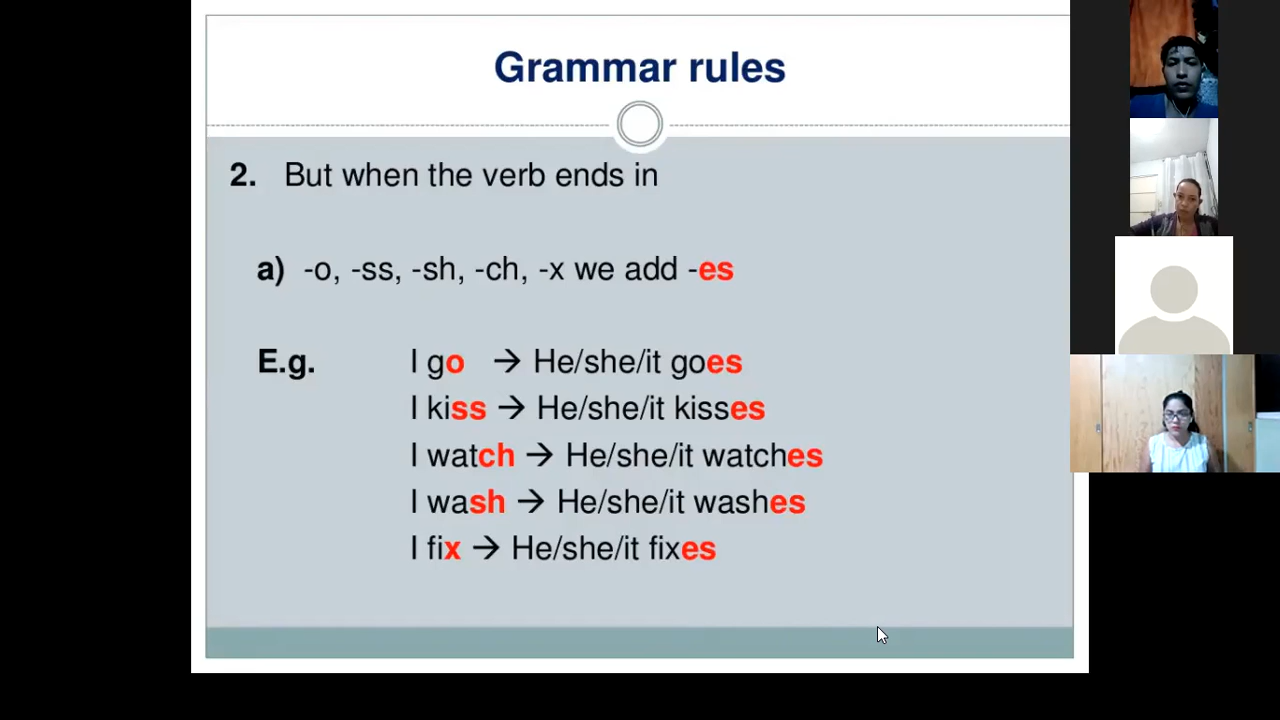 Grammar rules
2. But when the verb ends in
a) -o, -ss, -sh, -ch, -x we add -es
E.g. I go → He/she/it goes
I kiss → He/she/it kisses
I watch → He/she/it watches
I wash → He/she/it washes
I fix → He/she/it fixes